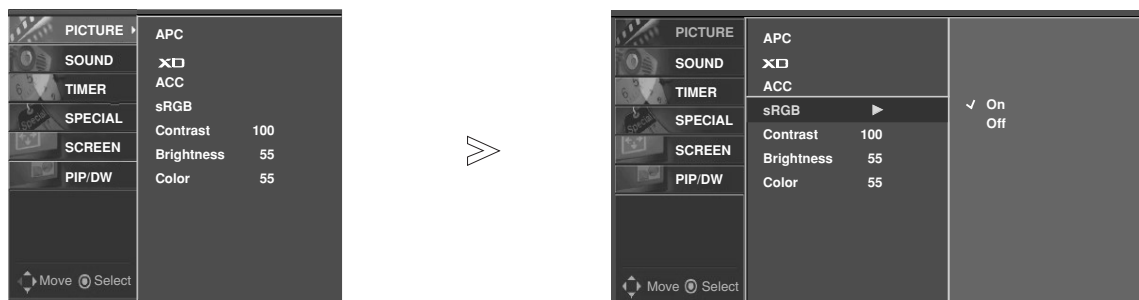 PICTURE
SOUND
TIMER
SPECIAL
SCREEN
PIP/DW
Move Select
APC
XD
ACC
sRGB
Contrast 100
Brightness 55
Color 55
PICTURE
SOUND
TIMER
SPECIAL
SCREEN
PIP/DW
Move Select
APC
XD
ACC
sRGB
Contrast 100
Brightness 55
Color 55
On
Off